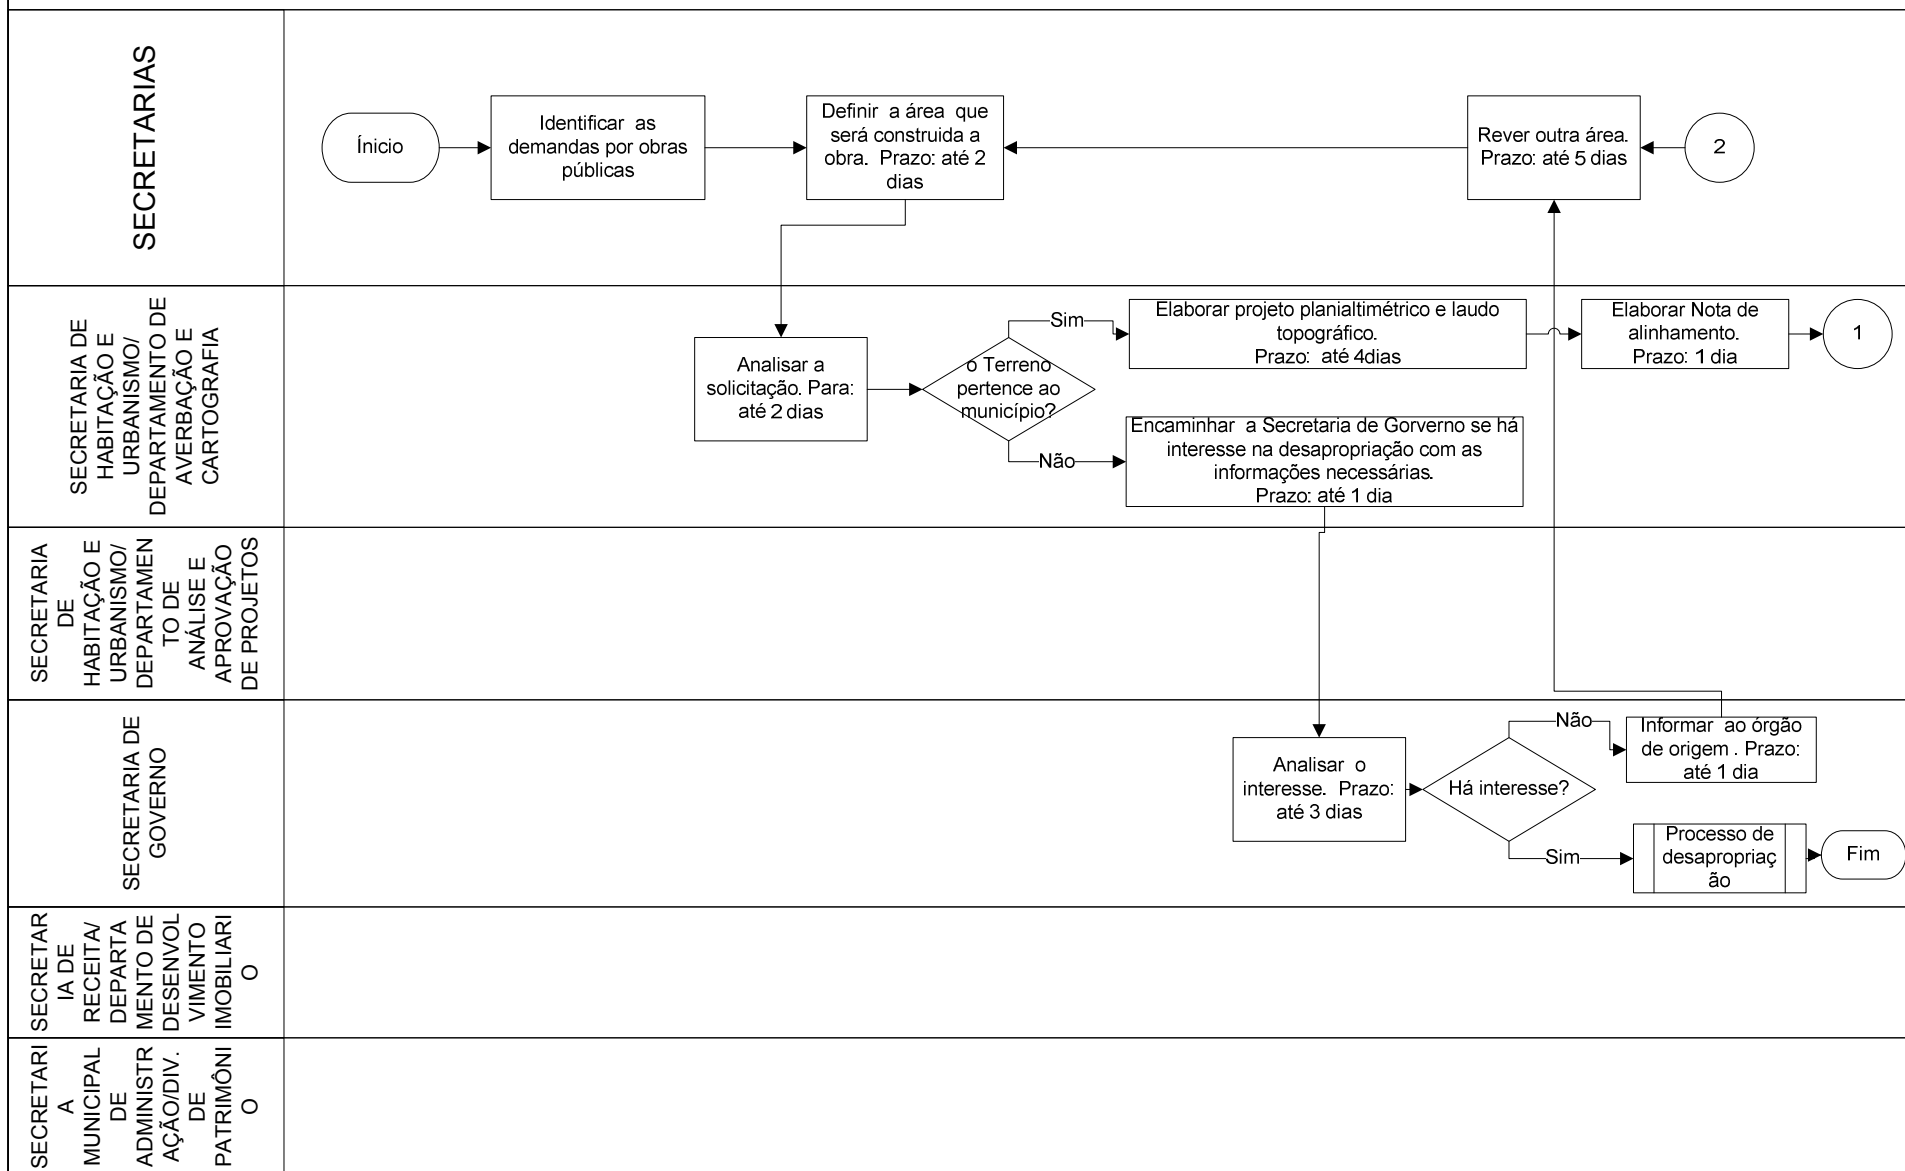 SECRETARIAS
Ínicio
Identificar as
demandas por obras
públicas
Definir a área que
será construida a
obra. Prazo: até 2
dias
Rever outra área.
Prazo: até 5 dias
2
SECRETARIA DE
HABITAÇÃO E
URBANISMO/
DEPARTAMENTO DE
AVERBAÇÃO E
CARTOGRAFIA
Analisar a
solicitação. Para:
até 2 dias
o Terreno
pertence ao
município?
Sim
Elaborar projeto planialtimétrico e laudo
topográfico.
Prazo: até 4dias
Elaborar Nota de
alinhamento.
Prazo: 1 dia
1
Não
Encaminhar a Secretaria de Gorverno se há
interesse na desapropriação com as
informações necessárias.
Prazo: até 1 dia
SECRETARIA
DE
HABITAÇÃO E
URBANISMO/
DEPARTAMEN
TO DE
ANÁLISE E
APROVAÇÃO
DE PROJETOS
SECRETARIA DE
GOVERNO
Analisar o
interesse. Prazo:
até 3 dias
Há interesse?
Não
Informar ao órgão
de origem . Prazo:
até 1 dia
Sim
Processo de
desapropriaç
ão
Fim
SECRETAR
IA DE
RECEITA/
DEPARTA
MENTO DE
DESENVOL
VIMENTO
IMOBILIARI
O
SECRETARI
A
MUNICIPAL
DE
ADMINISTR
AÇÃO/DIV.
DE
PATRIMÔNI
O